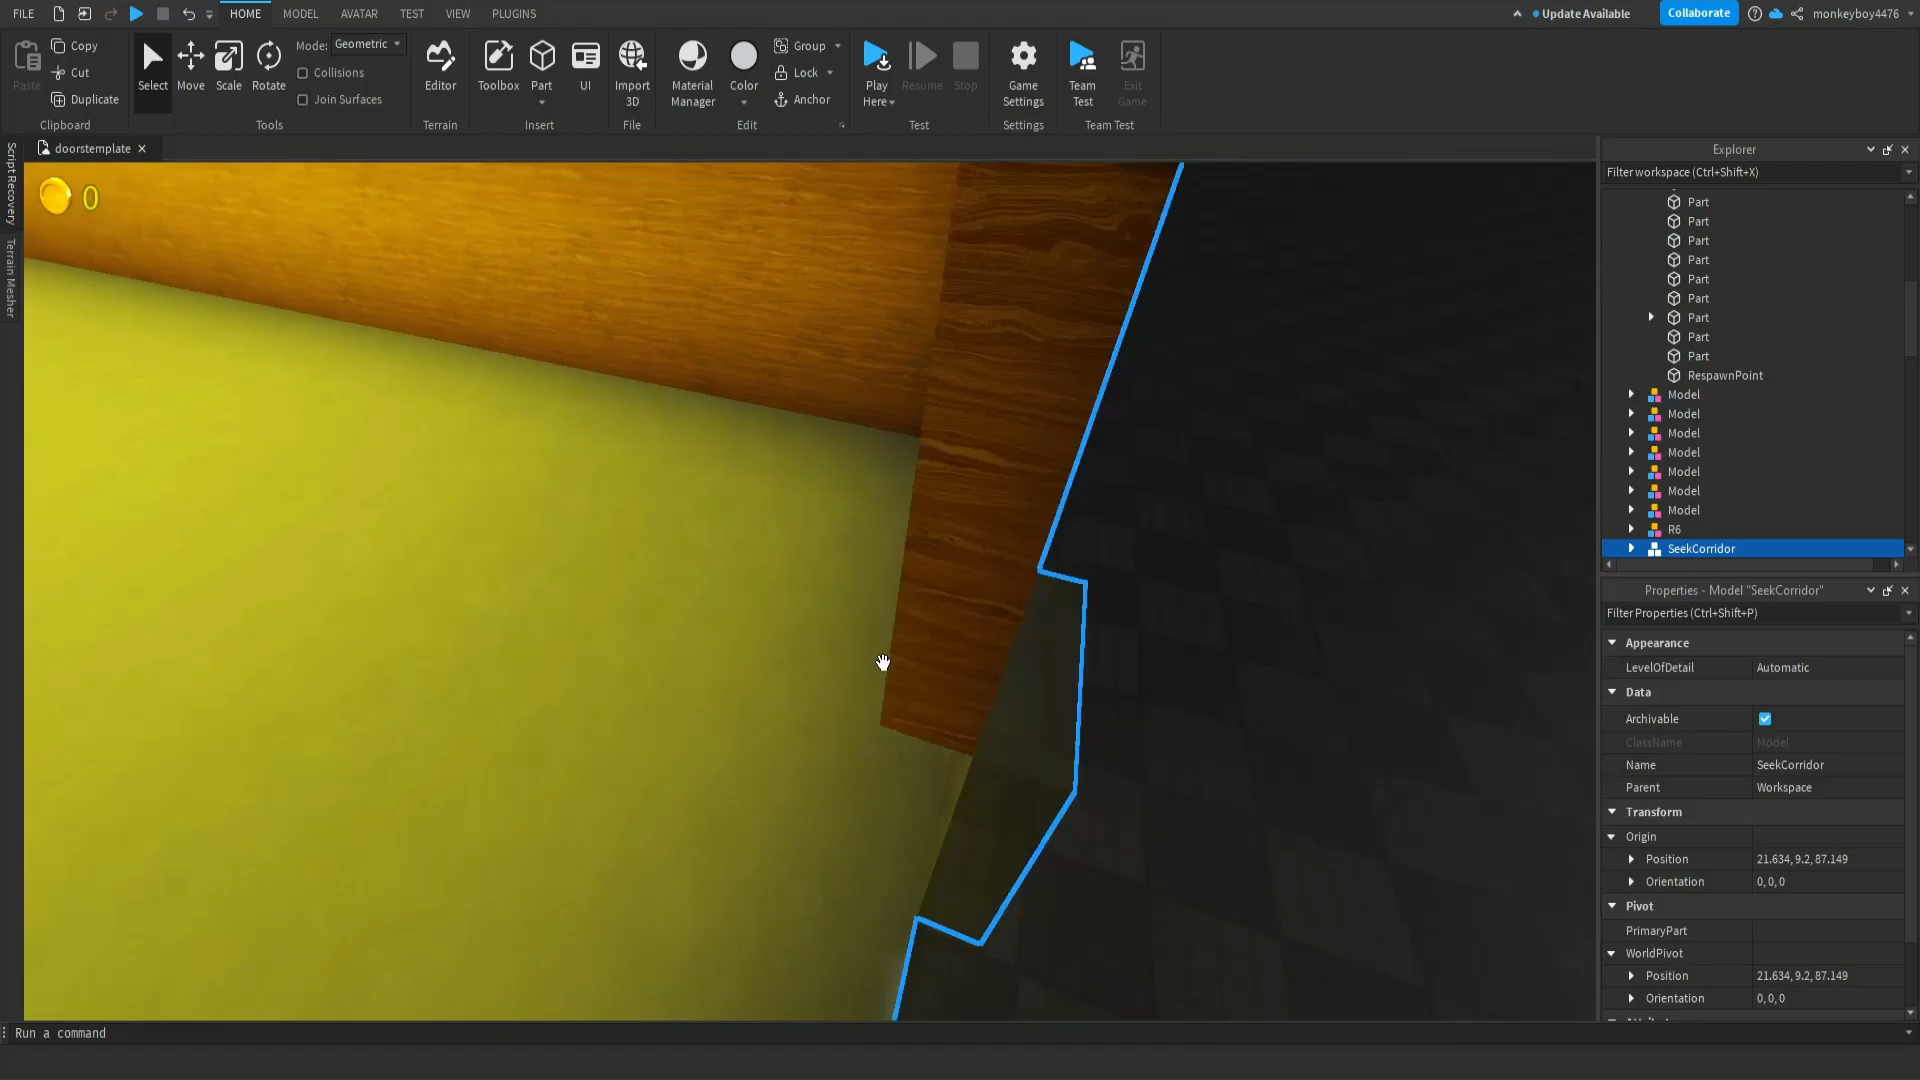 FILE
HOME MODEL AVATAR TEST VIEW PLUGINS
Update Available
Collaborate
monkeyboy4476
Paste
Copy
Cut
Duplicate
Clipboard
Select Move Scale Rotate
Mode: Geometric
Collisions
Join Surfaces
Tools
Editor
Terrain
Toolbox Part UI
Insert
Import
3D
File
Material
Manager
Color
Group
Lock
Anchor
Edit
Play
Here
Resume Stop
Test
Game
Settings
Settings
Team
Test
Exit
Game
Team Test
doorstemplate
Script Recovery
Terrain Mesher
0
Explorer
Filter workspace (Ctrl+Shift+X)
Part
Part
Part
Part
Part
Part
Part
Part
Part
RespawnPoint
Model
Model
Model
Model
Model
Model
Model
R6
SeekCorridor
Properties - Model "SeekCorridor"
Filter Properties (Ctrl+Shift+P)
Appearance
LevelOfDetail Automatic
Data
Archivable
ClassName Model
Name SeekCorridor
Parent Workspace
Transform
Origin
Position 21.634, 9.2, 87.149
Orientation 0, 0, 0
Pivot
PrimaryPart
WorldPivot
Position 21.634, 9.2, 87.149
Orientation 0, 0, 0
Run a command